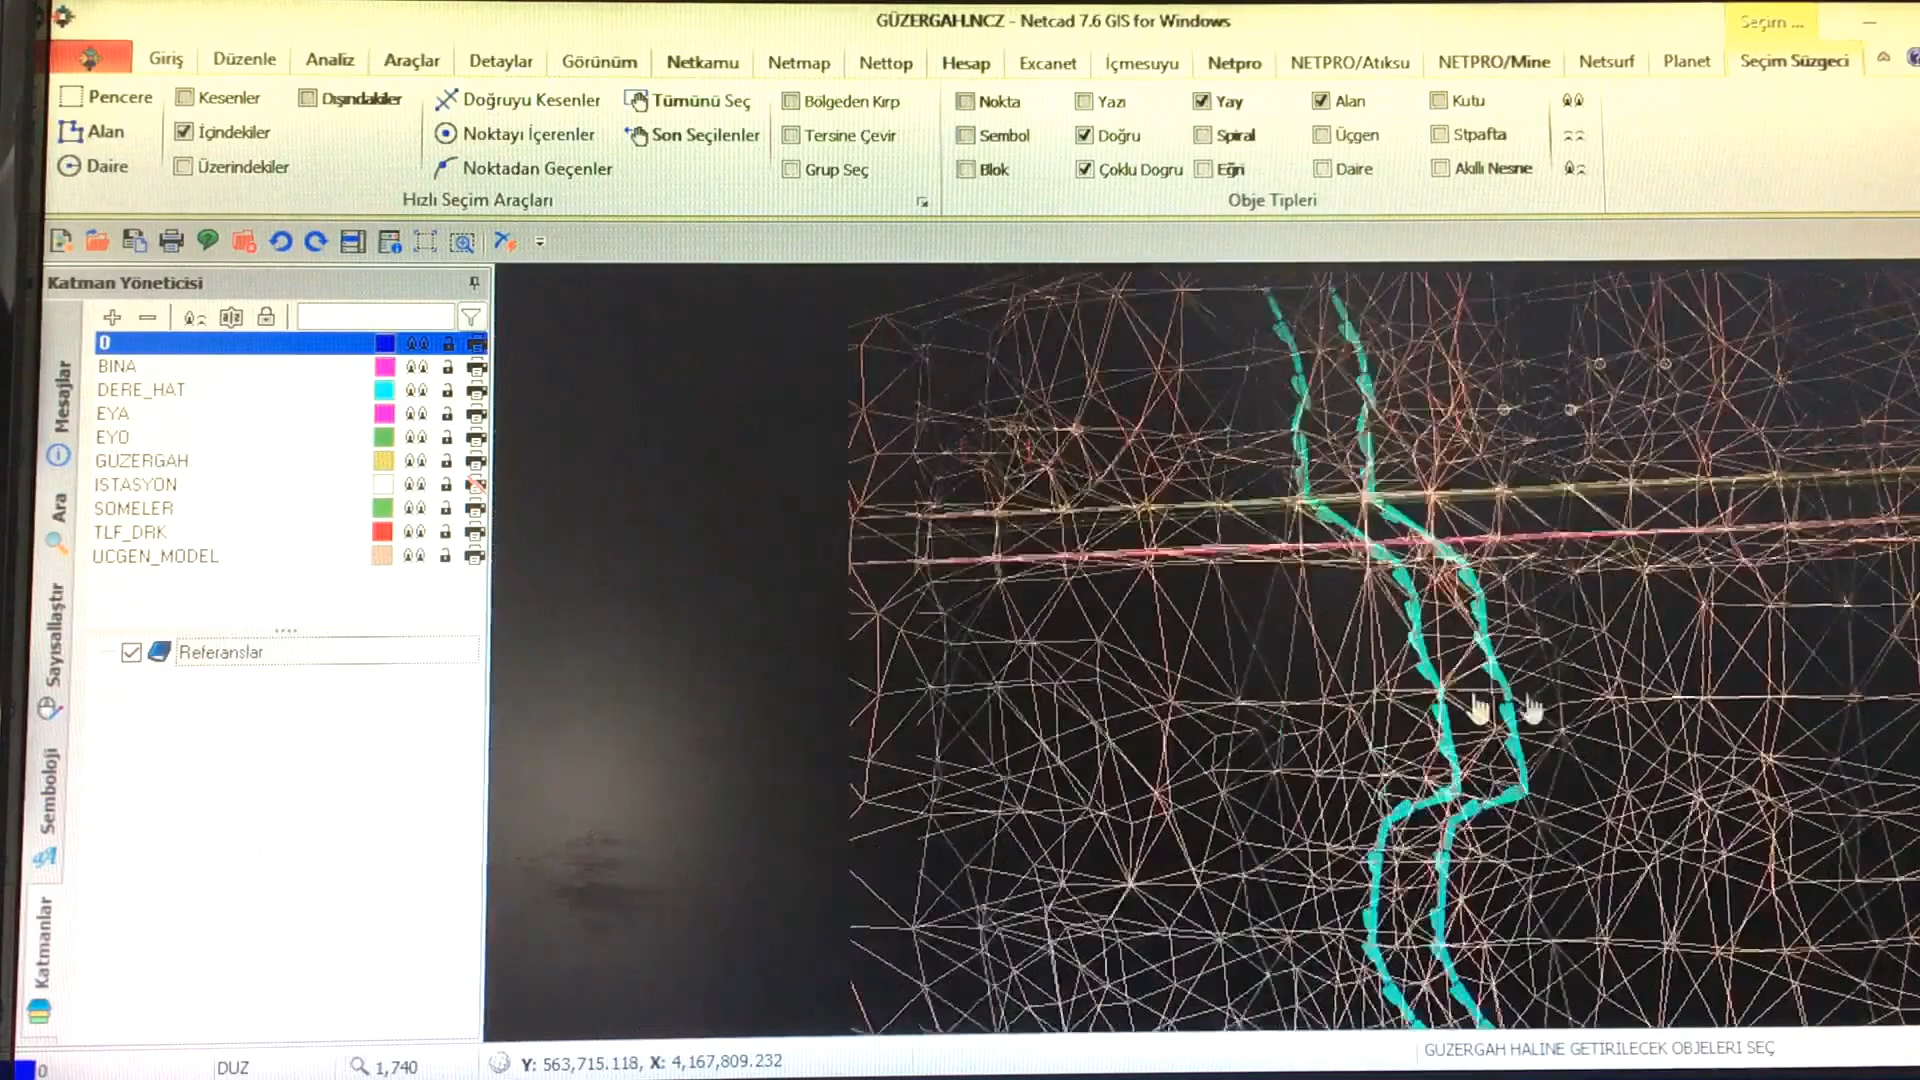 GÜZERGAH.NCZ - Netcad 7.6 GIS for Windows
Seçim ...
Giriş Düzenle Analiz Araçlar Detaylar Görünüm Netkamu Netmap Nettop Hesap Excanet İçmesuyu Netpro NETPRO/Atıksu NETPRO/Mine Netsurf Planet Seçim Süzgeci
Pencere Kesenler Dışındakiler Doğruyu Kesenler Tümünü Seç Bölgeden Kırp Nokta Yazı Yay Alan Kutu
Alan İçindekiler Noktayı İçerenler Son Seçilenler Tersine Çevir Sembol Doğru Spiral Üçgen Stpafta
Daire Üzerindekiler Noktadan Geçenler Grup Seç Blok Çoklu Dogru Eğri Daire Akıllı Nesne
Hızlı Seçim Araçları Obje Tipleri
Katman Yöneticisi
0
BINA
DERE_HAT
EYA
EYO
GUZERGAH
ISTASYON
SOMELER
TLF_DRK
UCGEN_MODEL
Referanslar
Mesajlar
Ara
Sayısallaştır
Semboloji
Katmanlar
0 DUZ 1,740 Y: 563,715.118, X: 4,167,809.232 GUZERGAH HALINE GETIRILECEK OBJELERI SEÇ